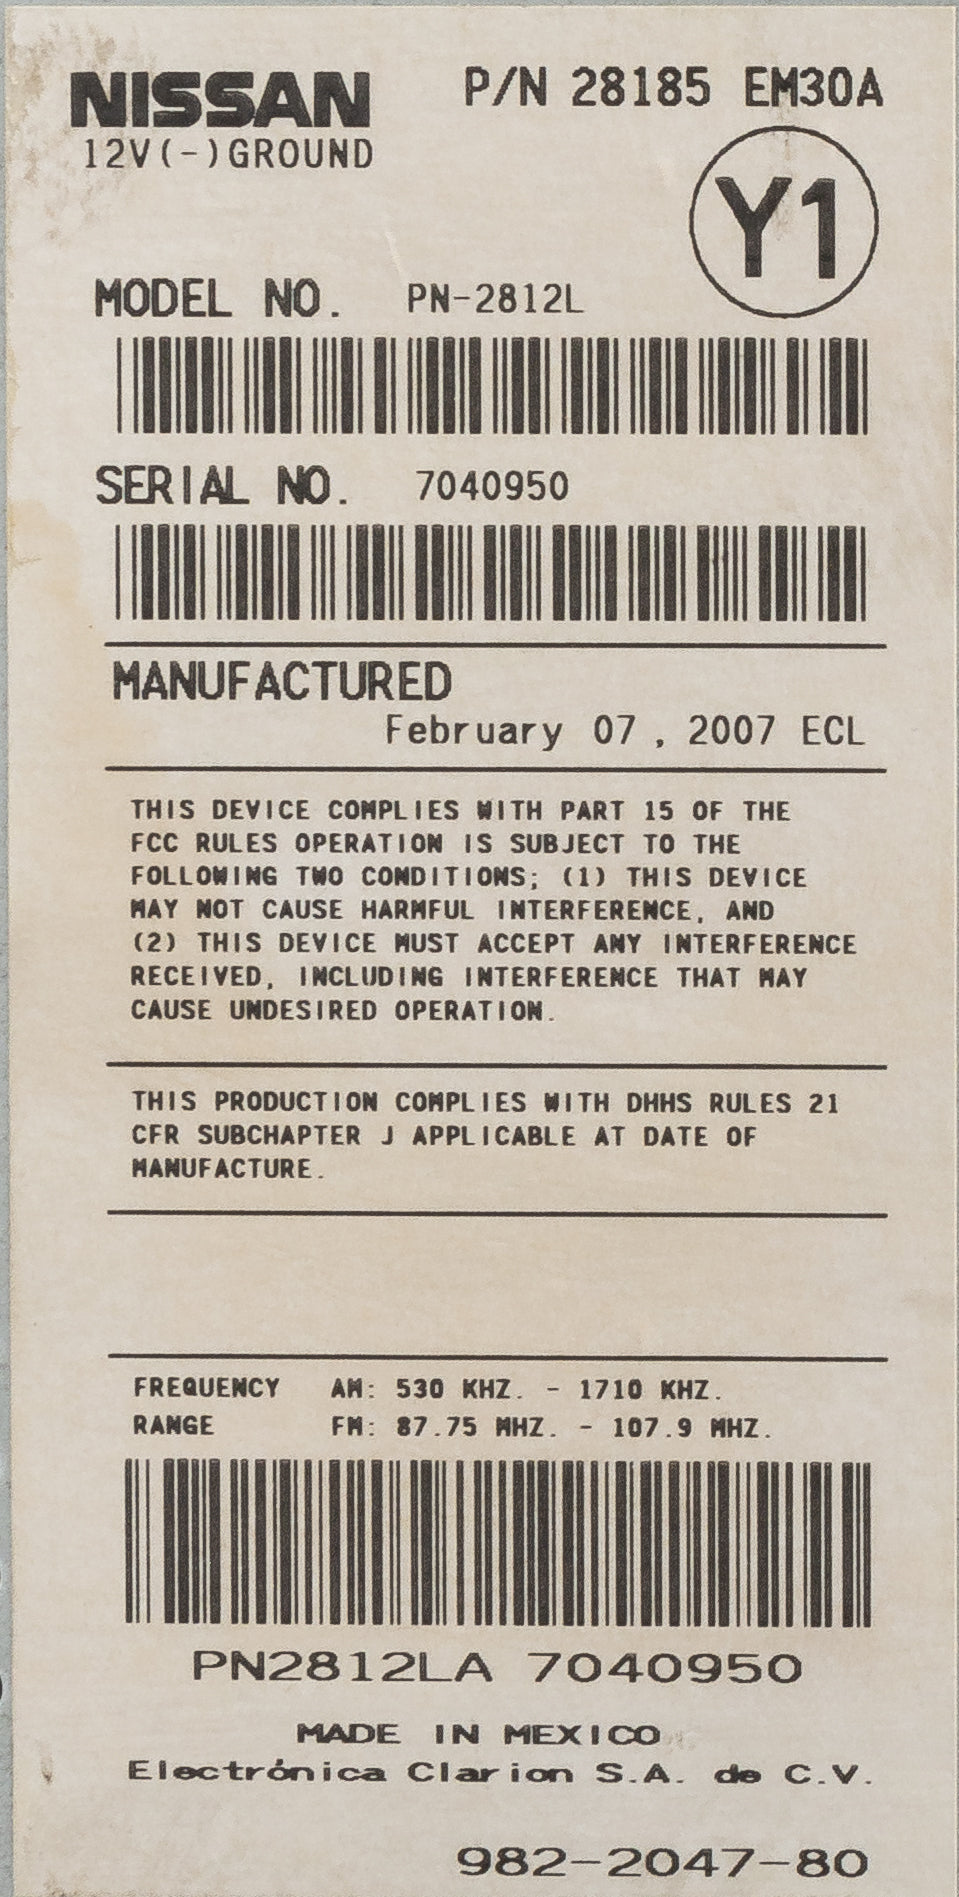 NISSAN P/N 28185 EM30A
12V(-)GROUND
Y1
MODEL NO. PN-2812L
SERIAL NO. 7040950
MANUFACTURED
February 07, 2007 ECL
THIS DEVICE COMPLIES WITH PART 15 OF THE
FCC RULES OPERATION IS SUBJECT TO THE
FOLLOWING TWO CONDITIONS; (1) THIS DEVICE
MAY NOT CAUSE HARMFUL INTERFERENCE, AND
(2) THIS DEVICE MUST ACCEPT ANY INTERFERENCE
RECEIVED, INCLUDING INTERFERENCE THAT MAY
CAUSE UNDESIRED OPERATION.
THIS PRODUCTION COMPLIES WITH DHHS RULES 21
CFR SUBCHAPTER J APPLICABLE AT DATE OF
MANUFACTURE.
FREQUENCY AM: 530 KHZ. - 1710 KHZ.
RANGE FM: 87.75 MHZ. - 107.9 MHZ.
PN2812LA 7040950
MADE IN MEXICO
Electrónica Clarion S.A. de C.V.
982-2047-80